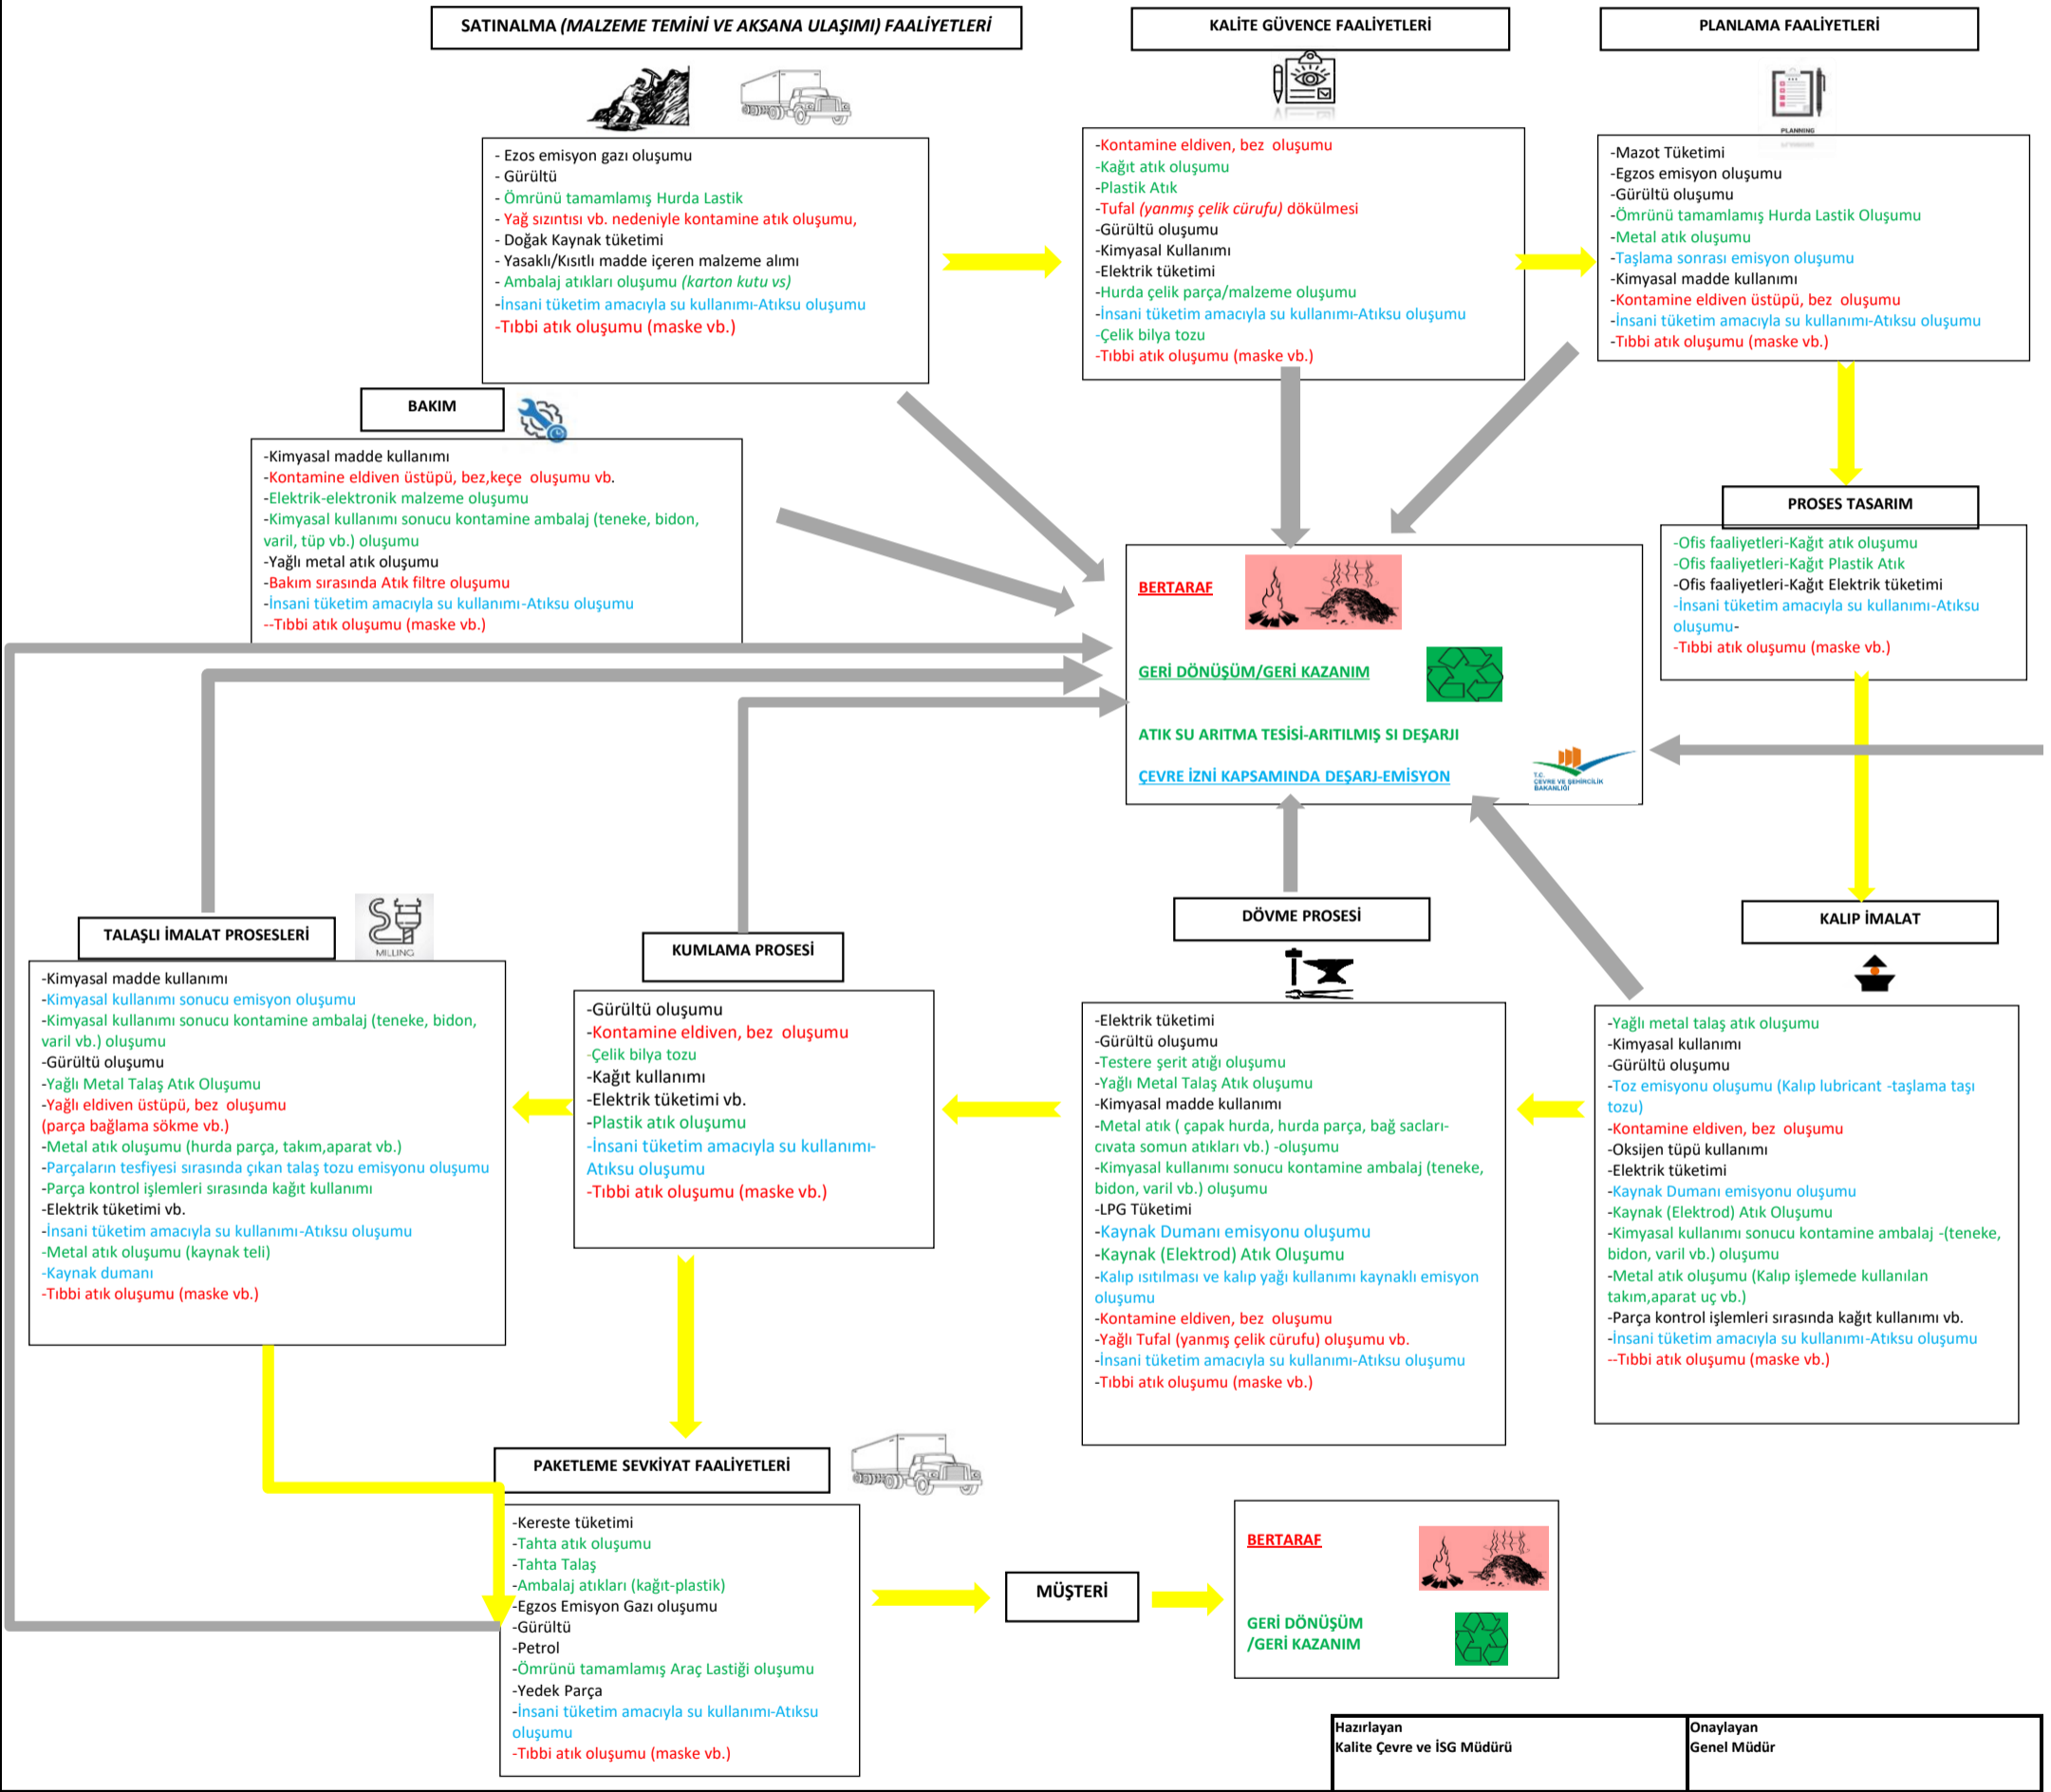 SATINALMA (MALZEME TEMİNİ VE AKSANA ULAŞIMI) FAALİYETLERİ
- Ezos emisyon gazı oluşumu
- Gürültü
- Ömrünü tamamlamış Hurda Lastik
- Yağ sızıntısı vb. nedeniyle kontamine atık oluşumu,
- Doğak Kaynak tüketimi
- Yasaklı/Kısıtlı madde içeren malzeme alımı
- Ambalaj atıkları oluşumu (karton kutu vs)
-İnsani tüketim amacıyla su kullanımı-Atıksu oluşumu
-Tıbbi atık oluşumu (maske vb.)
KALİTE GÜVENCE FAALİYETLERİ
-Kontamine eldiven, bez oluşumu
-Kağıt atık oluşumu
-Plastik Atık
-Tufal (yanmış çelik cürufu) dökülmesi
-Gürültü oluşumu
-Kimyasal Kullanımı
-Elektrik tüketimi
-Hurda çelik parça/malzeme oluşumu
-İnsani tüketim amacıyla su kullanımı-Atıksu oluşumu
-Çelik bilya tozu
-Tıbbi atık oluşumu (maske vb.)
PLANLAMA FAALİYETLERİ
PLANNING
-Mazot Tüketimi
-Egzos emisyon oluşumu
-Gürültü oluşumu
-Ömrünü tamamlamış Hurda Lastik Oluşumu
-Metal atık oluşumu
-Taşlama sonrası emisyon oluşumu
-Kimyasal madde kullanımı
-Kontamine eldiven üstüpü, bez oluşumu
-İnsani tüketim amacıyla su kullanımı-Atıksu oluşumu
-Tıbbi atık oluşumu (maske vb.)
BAKIM
-Kimyasal madde kullanımı
-Kontamine eldiven üstüpü, bez,keçe oluşumu vb.
-Elektrik-elektronik malzeme oluşumu
-Kimyasal kullanımı sonucu kontamine ambalaj (teneke, bidon,
varil, tüp vb.) oluşumu
-Yağlı metal atık oluşumu
-Bakım sırasında Atık filtre oluşumu
-İnsani tüketim amacıyla su kullanımı-Atıksu oluşumu
--Tıbbi atık oluşumu (maske vb.)
PROSES TASARIM
-Ofis faaliyetleri-Kağıt atık oluşumu
-Ofis faaliyetleri-Kağıt Plastik Atık
-Ofis faaliyetleri-Kağıt Elektrik tüketimi
-İnsani tüketim amacıyla su kullanımı-Atıksu
oluşumu-
-Tıbbi atık oluşumu (maske vb.)
BERTARAF
GERİ DÖNÜŞÜM/GERİ KAZANIM
ATIK SU ARITMA TESİSİ-ARITILMIŞ SI DEŞARJI
ÇEVRE İZNİ KAPSAMINDA DEŞARJ-EMİSYON
T.C.
ÇEVRE VE ŞEHİRCİLİK
BAKANLIĞI
TALAŞLI İMALAT PROSESLERİ
MILLING
-Kimyasal madde kullanımı
-Kimyasal kullanımı sonucu emisyon oluşumu
-Kimyasal kullanımı sonucu kontamine ambalaj (teneke, bidon,
varil vb.) oluşumu
-Gürültü oluşumu
-Yağlı Metal Talaş Atık Oluşumu
-Yağlı eldiven üstüpü, bez oluşumu
(parça bağlama sökme vb.)
-Metal atık oluşumu (hurda parça, takım,aparat vb.)
-Parçaların tesfiyesi sırasında çıkan talaş tozu emisyonu oluşumu
-Parça kontrol işlemleri sırasında kağıt kullanımı
-Elektrik tüketimi vb.
-İnsani tüketim amacıyla su kullanımı-Atıksu oluşumu
-Metal atık oluşumu (kaynak teli)
-Kaynak dumanı
-Tıbbi atık oluşumu (maske vb.)
KUMLAMA PROSESİ
-Gürültü oluşumu
-Kontamine eldiven, bez oluşumu
-Çelik bilya tozu
-Kağıt kullanımı
-Elektrik tüketimi vb.
-Plastik atık oluşumu
-İnsani tüketim amacıyla su kullanımı-
Atıksu oluşumu
-Tıbbi atık oluşumu (maske vb.)
DÖVME PROSESİ
-Elektrik tüketimi
-Gürültü oluşumu
-Testere şerit atığı oluşumu
-Yağlı Metal Talaş Atık oluşumu
-Kimyasal madde kullanımı
-Metal atık ( çapak hurda, hurda parça, bağ sacları-
cıvata somun atıkları vb.) -oluşumu
-Kimyasal kullanımı sonucu kontamine ambalaj (teneke,
bidon, varil vb.) oluşumu
-LPG Tüketimi
-Kaynak Dumanı emisyonu oluşumu
-Kaynak (Elektrod) Atık Oluşumu
-Kalıp ısıtılması ve kalıp yağı kullanımı kaynaklı emisyon
oluşumu
-Kontamine eldiven, bez oluşumu
-Yağlı Tufal (yanmış çelik cürufu) oluşumu vb.
-İnsani tüketim amacıyla su kullanımı-Atıksu oluşumu
-Tıbbi atık oluşumu (maske vb.)
KALIP İMALAT
-Yağlı metal talaş atık oluşumu
-Kimyasal kullanımı
-Gürültü oluşumu
-Toz emisyonu oluşumu (Kalıp lubricant -taşlama taşı
tozu)
-Kontamine eldiven, bez oluşumu
-Oksijen tüpü kullanımı
-Elektrik tüketimi
-Kaynak Dumanı emisyonu oluşumu
-Kaynak (Elektrod) Atık Oluşumu
-Kimyasal kullanımı sonucu kontamine ambalaj -(teneke,
bidon, varil vb.) oluşumu
-Metal atık oluşumu (Kalıp işlemede kullanılan
takım,aparat uç vb.)
-Parça kontrol işlemleri sırasında kağıt kullanımı vb.
-İnsani tüketim amacıyla su kullanımı-Atıksu oluşumu
--Tıbbi atık oluşumu (maske vb.)
PAKETLEME SEVKİYAT FAALİYETLERİ
-Kereste tüketimi
-Tahta atık oluşumu
-Tahta Talaş
-Ambalaj atıkları (kağıt-plastik)
-Egzos Emisyon Gazı oluşumu
-Gürültü
-Petrol
-Ömrünü tamamlamış Araç Lastiği oluşumu
-Yedek Parça
-İnsani tüketim amacıyla su kullanımı-Atıksu
oluşumu
-Tıbbi atık oluşumu (maske vb.)
MÜŞTERİ
BERTARAF
GERİ DÖNÜŞÜM
/GERİ KAZANIM
Hazırlayan
Kalite Çevre ve İSG Müdürü
Onaylayan
Genel Müdür